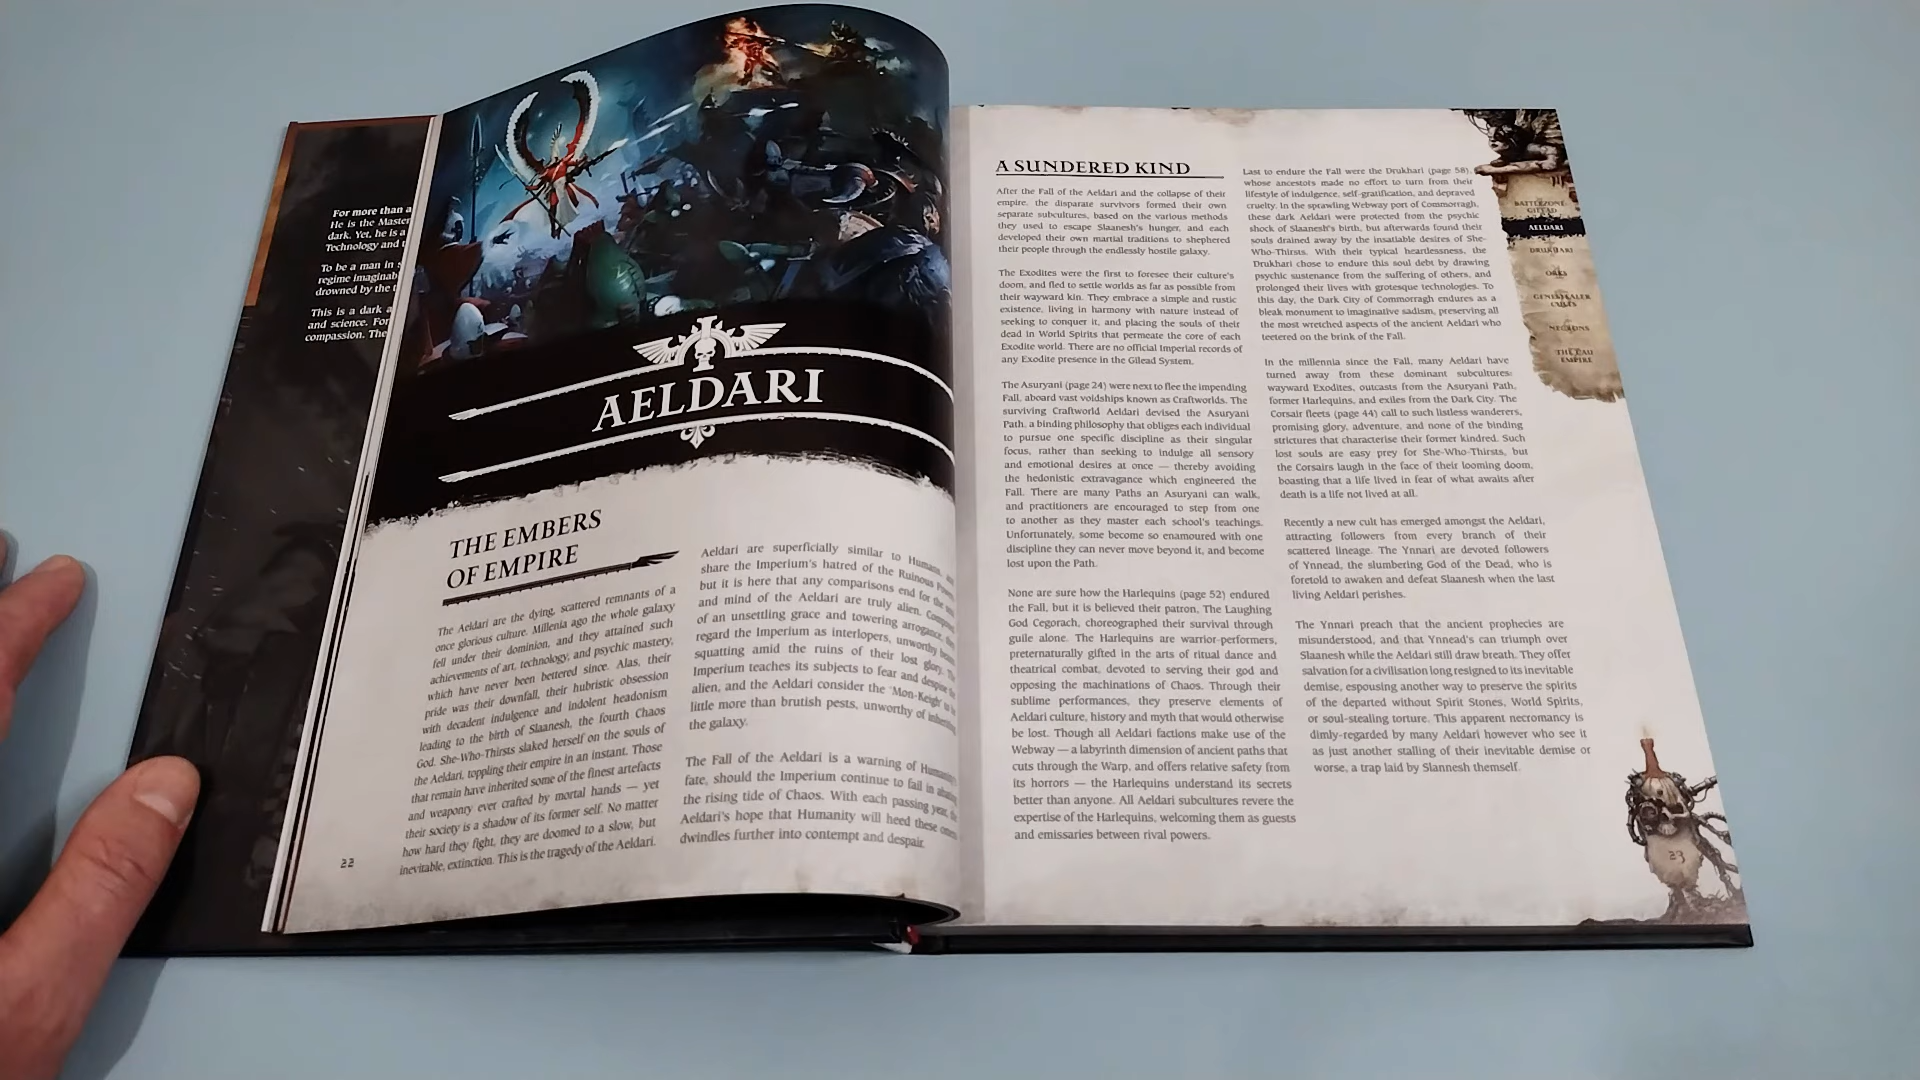 For more than a
He is the Master
dark. Yet, he is a
Technology and t
To be a man in s
regime imaginab
drowned by the t
This is a dark a
and science. For
compassion. The
AELDARI
THE EMBERS
OF EMPIRE
The Aeldari are the dying, scattered remnants of a
once glorious culture. Millenia ago the whole galaxy
fell under their dominion, and they attained such
achievements of art, technology, and psychic mastery,
which have never been bettered since. Alas, their
pride was their downfall, their hubristic obsession
with decadent indulgence and indolent headonism
leading to the birth of Slaanesh, the fourth Chaos
God. She-Who-Thirsts slaked herself on the souls of
the Aeldari, toppling their empire in an instant. Those
that remain have inherited some of the finest artefacts
and weaponry ever crafted by mortal hands — yet
their society is a shadow of its former self. No matter
how hard they fight, they are doomed to a slow, but
inevitable, extinction. This is the tragedy of the Aeldari.
22
Aeldari are superficially similar to Humans, and
share the Imperium's hatred of the Ruinous Powers,
but it is here that any comparisons end for the
and mind of the Aeldari are truly alien.
of an unsettling grace and towering arrogance,
regard the Imperium as interlopers, unworthy
squatting amid the ruins of their lost glory.
Imperium teaches its subjects to fear and despise the
alien, and the Aeldari consider the 'Mon-Keigh' to be
little more than brutish pests, unworthy of inheriting
the galaxy.
The Fall of the Aeldari is a warning of Humanity's
fate, should the Imperium continue to fail in
the rising tide of Chaos. With each passing year, the
Aeldari's hope that Humanity will heed these
dwindles further into contempt and despair.
A SUNDERED KIND
After the Fall of the Aeldari and the collapse of their
empire, the disparate survivors formed their own
separate subcultures, based on the various methods
they used to escape Slaanesh's hunger, and each
developed their own martial traditions to shephered
their people through the endlessly hostile galaxy.
The Exodites were the first to foresee their culture's
doom, and fled to settle worlds as far as possible from
their wayward kin. They embrace a simple and rustic
existence, living in harmony with nature instead of
seeking to conquer it, and placing the souls of their
dead in World Spirits that permeate the core of each
Exodite world. There are no official Imperial records of
any Exodite presence in the Gilead System.
The Asuryani (page 24) were next to flee the impending
Fall, aboard vast voidships known as Craftworlds. The
surviving Craftworld Aeldari devised the Asuryani
Path, a binding philosophy that obliges each individual
to pursue one specific discipline as their singular
focus, rather than seeking to indulge all sensory
and emotional desires at once — thereby avoiding
the hedonistic extravagance which engineered the
Fall. There are many Paths an Asuryani can walk,
and practitioners are encouraged to step from one
to another as they master each school's teachings.
Unfortunately, some become so enamoured with one
discipline they can never move beyond it, and become
lost upon the Path.
None are sure how the Harlequins (page 52) endured
the Fall, but it is believed their patron, The Laughing
God Cegorach, choreographed their survival through
guile alone. The Harlequins are warrior-performers,
preternaturally gifted in the arts of ritual dance and
theatrical combat, devoted to serving their god and
opposing the machinations of Chaos. Through their
sublime performances, they preserve elements of
Aeldari culture, history and myth that would otherwise
be lost. Though all Aeldari factions make use of the
Webway — a labyrinth dimension of ancient paths that
cuts through the Warp, and offers relative safety from
its horrors — the Harlequins understand its secrets
better than anyone. All Aeldari subcultures revere the
expertise of the Harlequins, welcoming them as guests
and emissaries between rival powers.
Last to endure the Fall were the Drukhari (page 58),
whose ancestors made no effort to turn from their
lifestyle of indulgence, self-gratification, and depraved
cruelty. In the sprawling Webway port of Commorragh,
these dark Aeldari were protected from the psychic
shock of Slaanesh's birth, but afterwards found their
souls drained away by the insatiable desires of She-
Who-Thirsts. With their typical heartlessness, the
Drukhari chose to endure this soul debt by drawing
psychic sustenance from the suffering of others, and
prolonged their lives with grotesque technologies. To
this day, the Dark City of Commorragh endures as a
bleak monument to imaginative sadism, preserving all
the most wretched aspects of the ancient Aeldari who
teetered on the brink of the Fall.
In the millennia since the Fall, many Aeldari have
turned away from these dominant subcultures:
wayward Exodites, outcasts from the Asuryani Path,
former Harlequins, and exiles from the Dark City. The
Corsair fleets (page 44) call to such listless wanderers,
promising glory, adventure, and none of the binding
strictures that characterise their former kindred. Such
lost souls are easy prey for She-Who-Thirsts, but
the Corsairs laugh in the face of their looming doom,
boasting that a life lived in fear of what awaits after
death is a life not lived at all.
Recently a new cult has emerged amongst the Aeldari,
attracting followers from every branch of their
scattered lineage. The Ynnari are devoted followers
of Ynnead, the slumbering God of the Dead, who is
foretold to awaken and defeat Slaanesh when the last
living Aeldari perishes.
The Ynnari preach that the ancient prophecies are
misunderstood, and that Ynnead's can triumph over
Slaanesh while the Aeldari still draw breath. They offer
salvation for a civilisation long resigned to its inevitable
demise, espousing another way to preserve the spirits
of the departed without Spirit Stones, World Spirits,
or soul-stealing torture. This apparent necromancy is
dimly-regarded by many Aeldari however who see it
as just another stalling of their inevitable demise or
worse, a trap laid by Slannesh themself.
BATTLEZONE
GILEAD
AELDARI
DRUKHARI
ORKS
GENESTEALER
CULTS
NECRONS
THE T'AU
EMPIRE
23